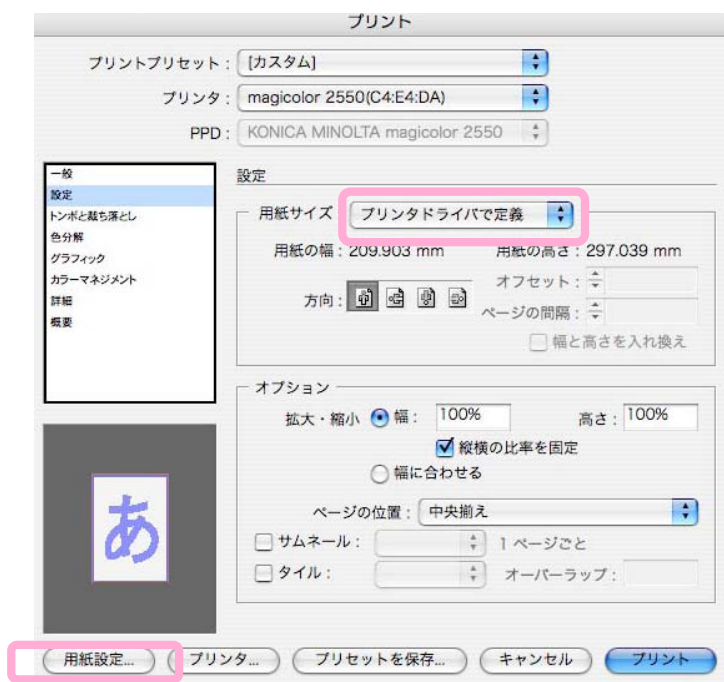 プリント
プリントプリセット : [カスタム]
プリンタ : magicolor 2550(C4:E4:DA)
PPD : KONICA MINOLTA magicolor 2550
一般
設定
トンボと裁ち落とし
色分解
グラフィック
カラーマネジメント
詳細
概要
設定
用紙サイズ プリンタドライバで定義
用紙の幅 : 209.903 mm 用紙の高さ : 297.039 mm
方向 : オフセット :
ページの間隔 :
幅と高さを入れ換え
オプション
拡大・縮小 幅 : 100% 高さ : 100%
縦横の比率を固定
幅に合わせる
ページの位置 : 中央揃え
サムネール : 1 ページごと
タイル : オーバーラップ :
あ
用紙設定... プリンタ... プリセットを保存... キャンセル プリント